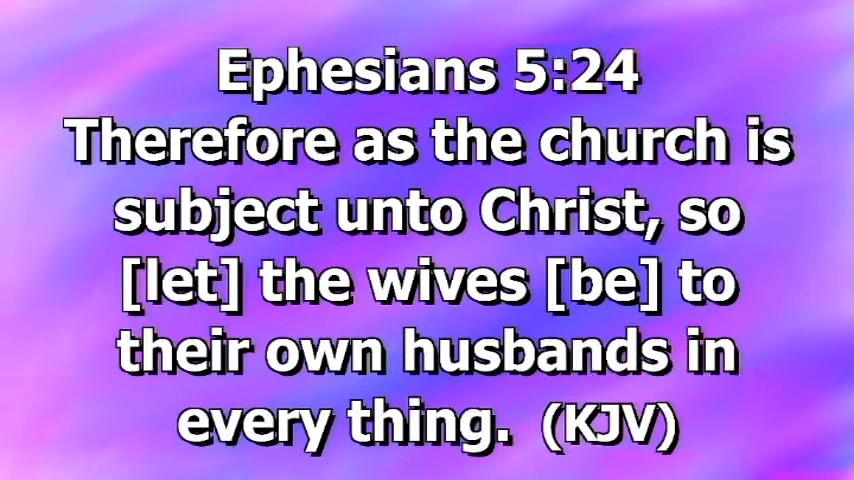 Ephesians 5:24
Therefore as the church is
subject unto Christ, so
[let] the wives [be] to
their own husbands in
every thing.  (KJV)